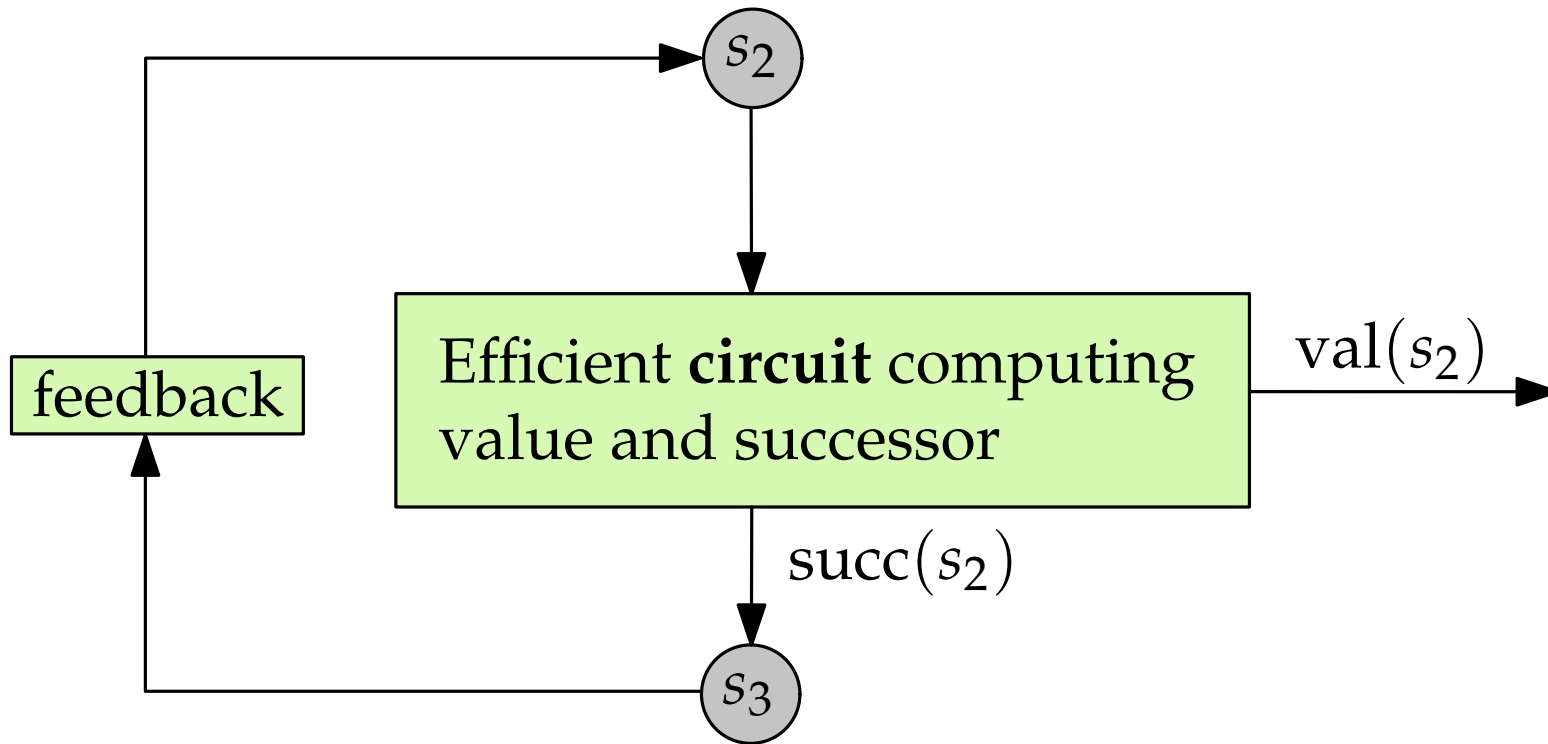 s₂
Efficient circuit computing
value and successor
val(s₂)
feedback
succ(s₂)
s₃